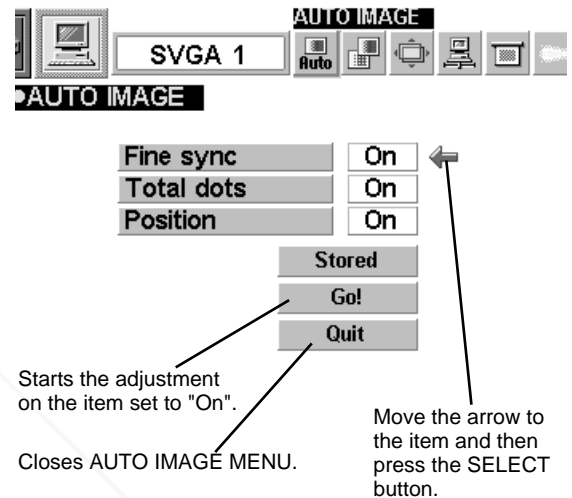 AUTO IMAGE
SVGA 1
Auto
●AUTO IMAGE
Fine sync On
Total dots On
Position On
Stored
Go!
Quit
Starts the adjustment
on the item set to "On".
Closes AUTO IMAGE MENU.
Move the arrow to
the item and then
press the SELECT
button.